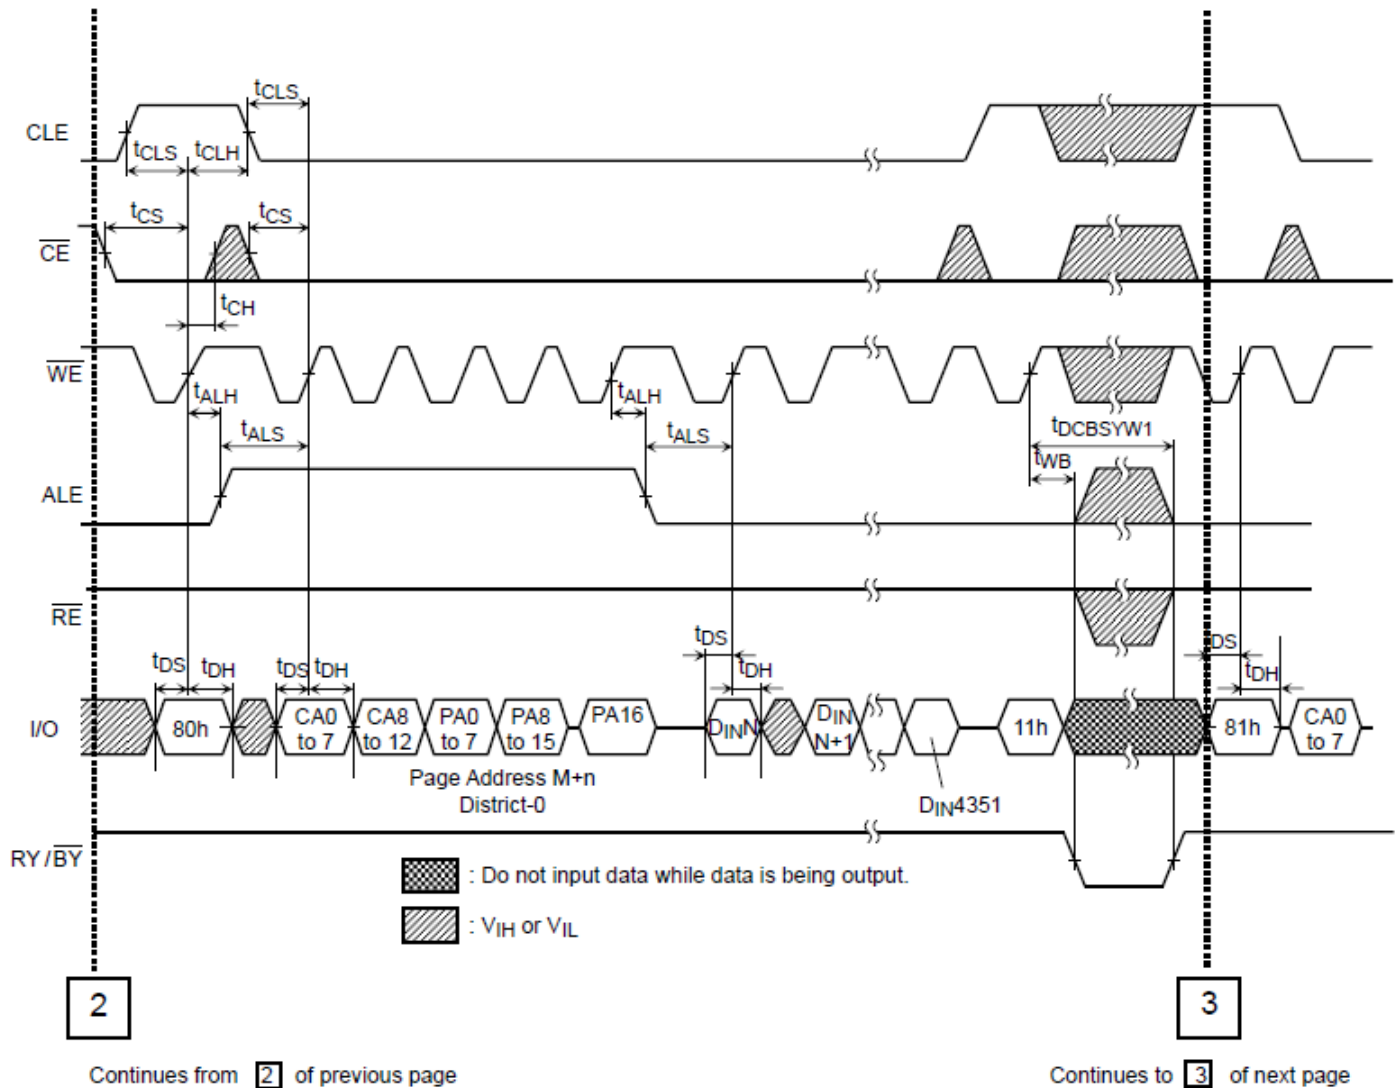 tCLS
CLE
tCLS tCLH
tCS tCS
CE
tCH
WE
tALH tALH
tALS tALS tDCBSYW1
tWB
ALE
RE
tDS tDH tDS tDH tDS tDH DS tDH
I/O 80h CA0 to 7 CA8 to 12 PA0 to 7 PA8 to 15 PA16 DINN DIN N+1 11h 81h CA0 to 7
Page Address M+n
District-0
DIN4351
RY/BY
: Do not input data while data is being output.
: VIH or VIL
2 3
Continues from 2 of previous page
Continues to 3 of next page